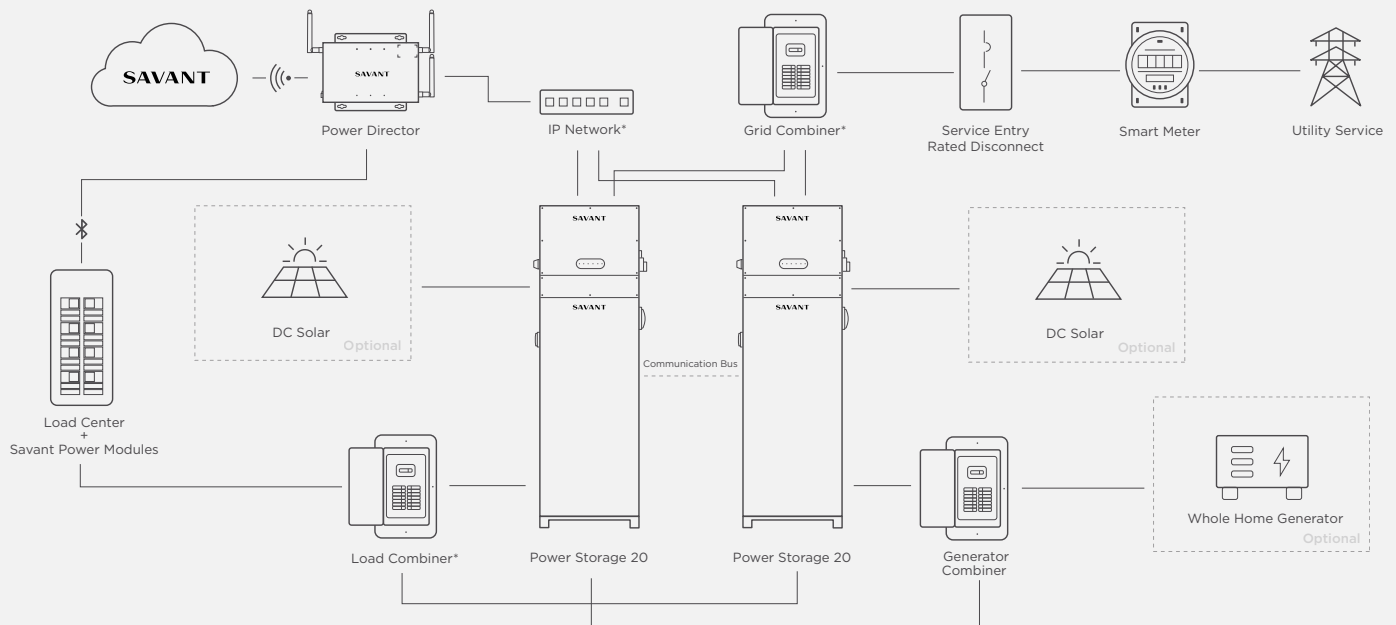 SAVANT
SAVANT
Power Director
IP Network*
Grid Combiner*
Service Entry
Rated Disconnect
Smart Meter
Utility Service
SAVANT
SAVANT
DC Solar
Optional
SAVANT
SAVANT
DC Solar
Optional
Communication Bus
Load Center
+
Savant Power Modules
Whole Home Generator
Optional
Load Combiner*
Power Storage 20
Power Storage 20
Generator
Combiner